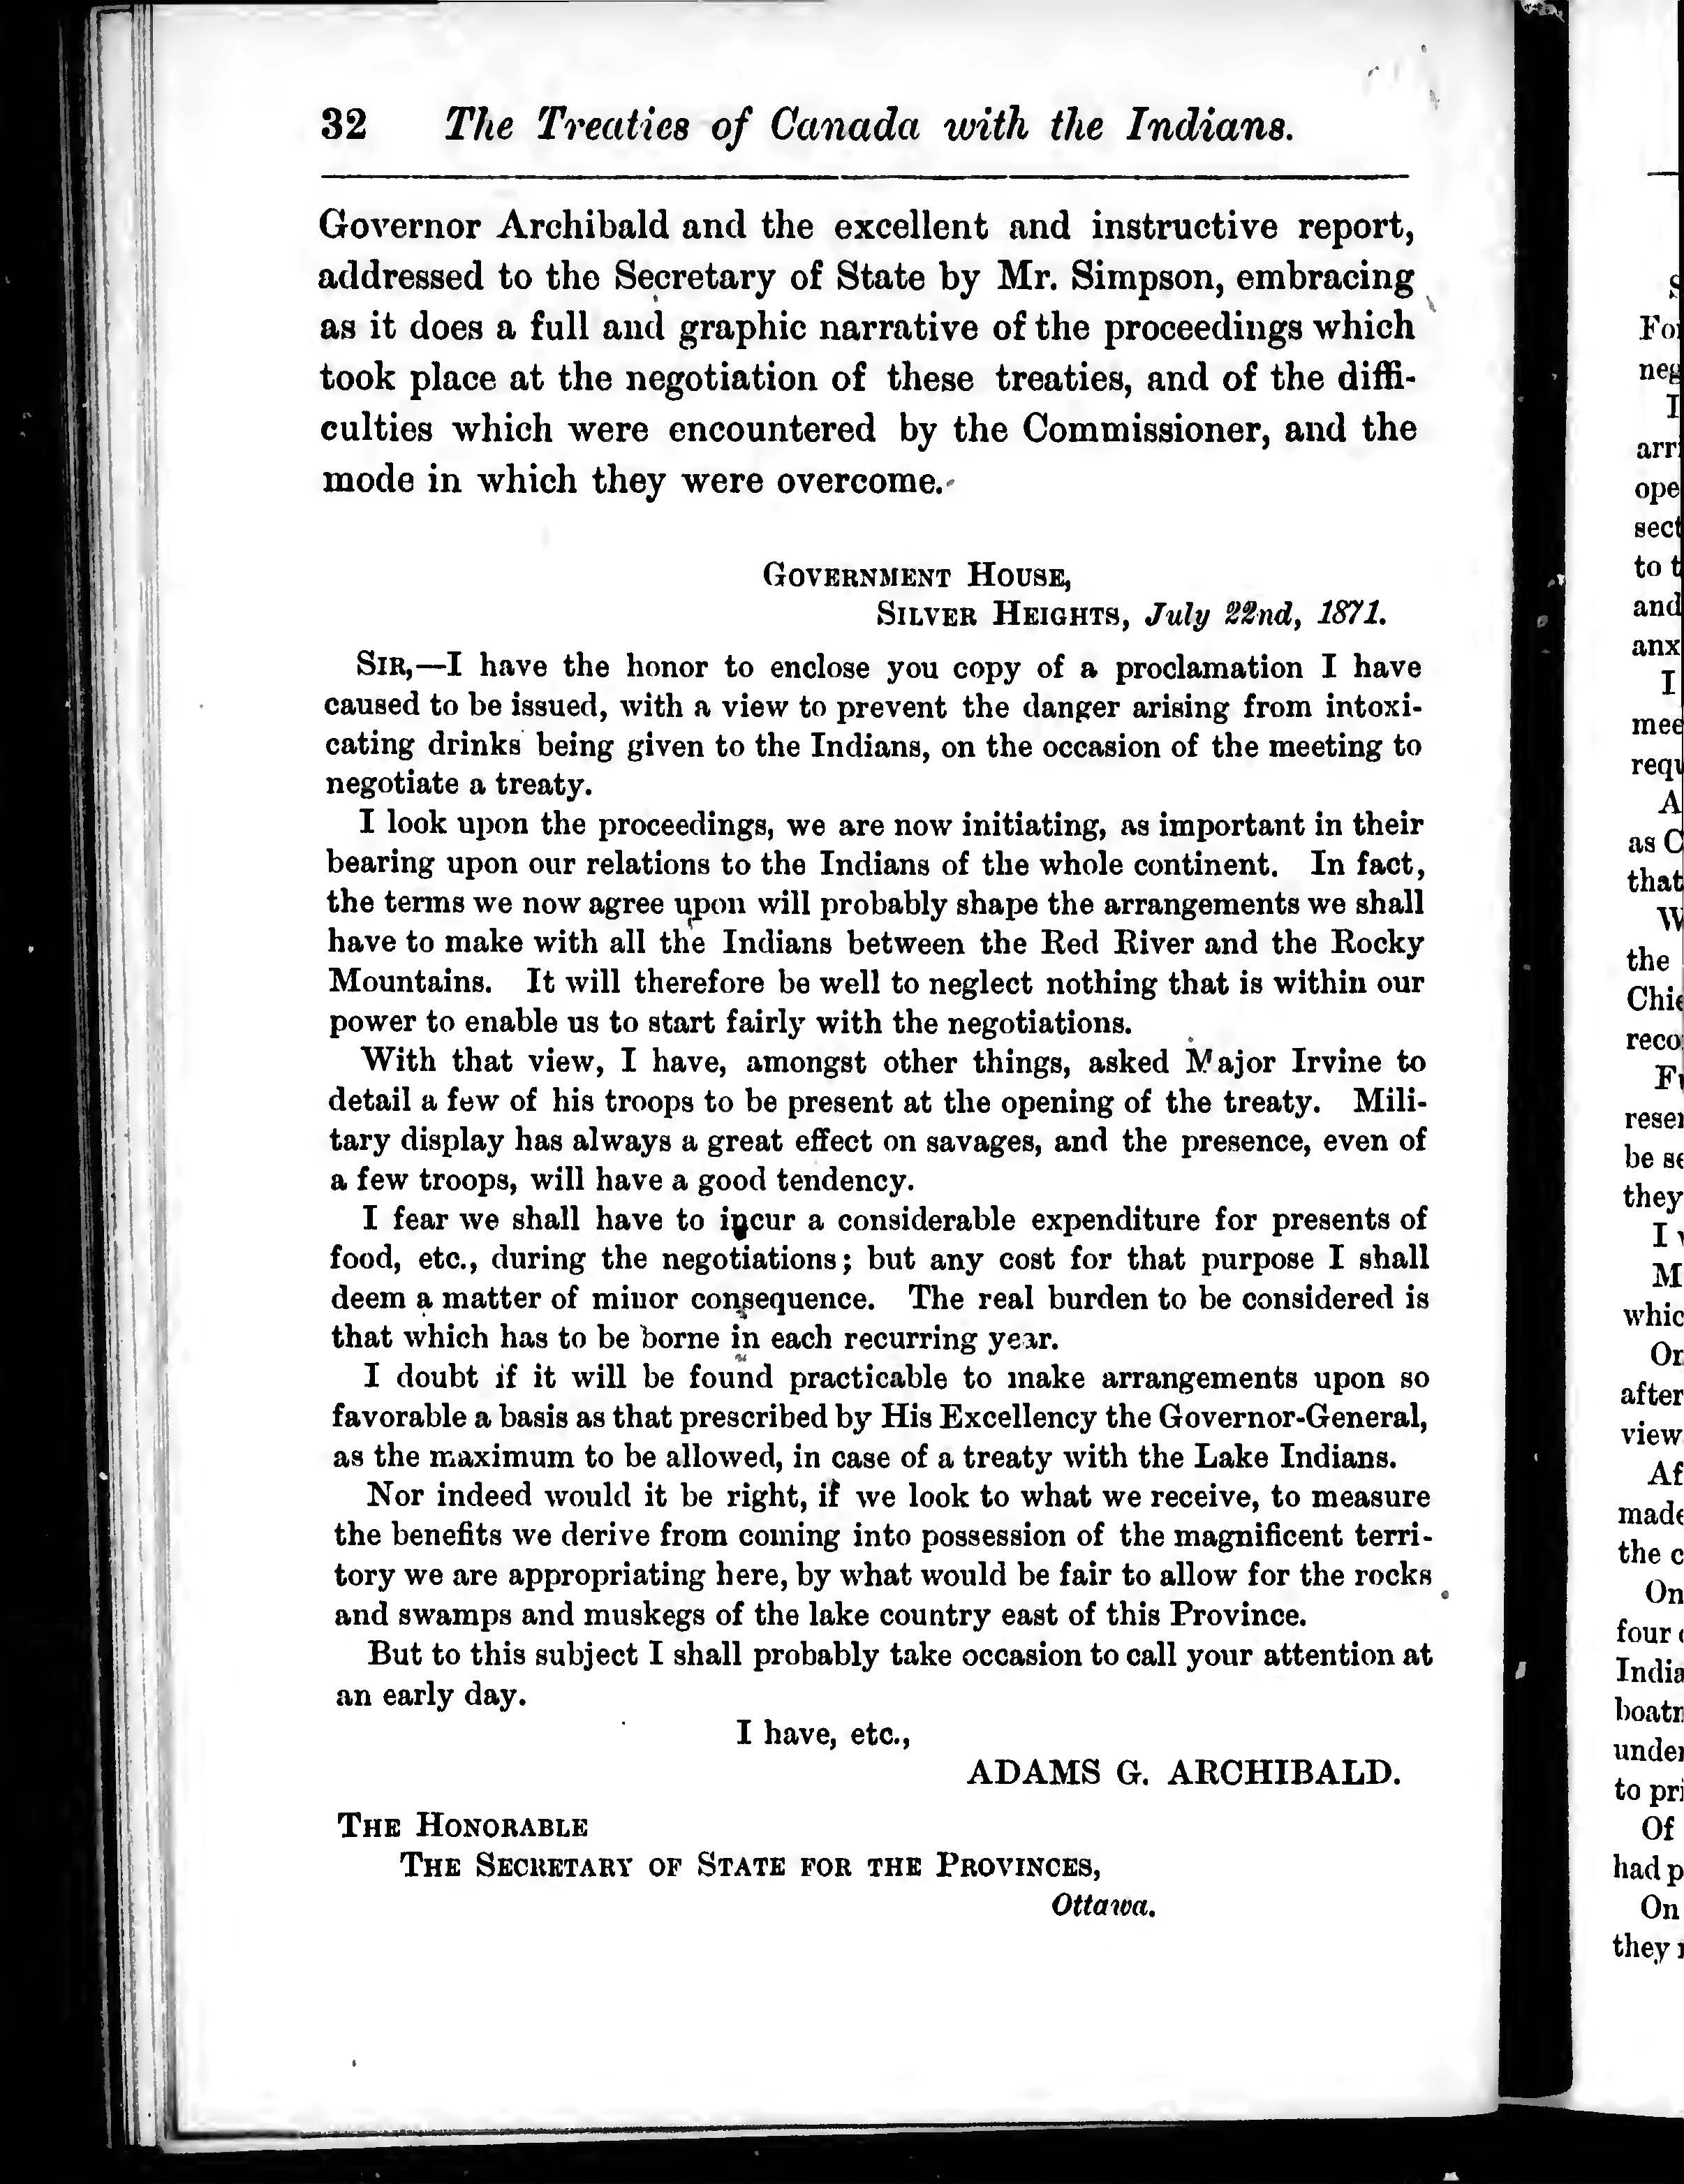 32 The Treaties of Canada with the Indians.
Governor Archibald and the excellent and instructive report,
addressed to the Secretary of State by Mr. Simpson, embracing
as it does a full and graphic narrative of the proceedings which
took place at the negotiation of these treaties, and of the diffi-
culties which were encountered by the Commissioner, and the
mode in which they were overcome.
Government House,
Silver Heights, July 22nd, 1871.
Sir,—I have the honor to enclose you copy of a proclamation I have
caused to be issued, with a view to prevent the danger arising from intoxi-
cating drinks being given to the Indians, on the occasion of the meeting to
negotiate a treaty.
I look upon the proceedings, we are now initiating, as important in their
bearing upon our relations to the Indians of the whole continent. In fact,
the terms we now agree upon will probably shape the arrangements we shall
have to make with all the Indians between the Red River and the Rocky
Mountains. It will therefore be well to neglect nothing that is within our
power to enable us to start fairly with the negotiations.
With that view, I have, amongst other things, asked Major Irvine to
detail a few of his troops to be present at the opening of the treaty. Mili-
tary display has always a great effect on savages, and the presence, even of
a few troops, will have a good tendency.
I fear we shall have to incur a considerable expenditure for presents of
food, etc., during the negotiations; but any cost for that purpose I shall
deem a matter of minor consequence. The real burden to be considered is
that which has to be borne in each recurring year.
I doubt if it will be found practicable to make arrangements upon so
favorable a basis as that prescribed by His Excellency the Governor-General,
as the maximum to be allowed, in case of a treaty with the Lake Indians.
Nor indeed would it be right, if we look to what we receive, to measure
the benefits we derive from coming into possession of the magnificent terri-
tory we are appropriating here, by what would be fair to allow for the rocks
and swamps and muskegs of the lake country east of this Province.
But to this subject I shall probably take occasion to call your attention at
an early day.
I have, etc.,
ADAMS G. ARCHIBALD.
The Honorable
The Secretary of State for the Provinces,
Ottawa.